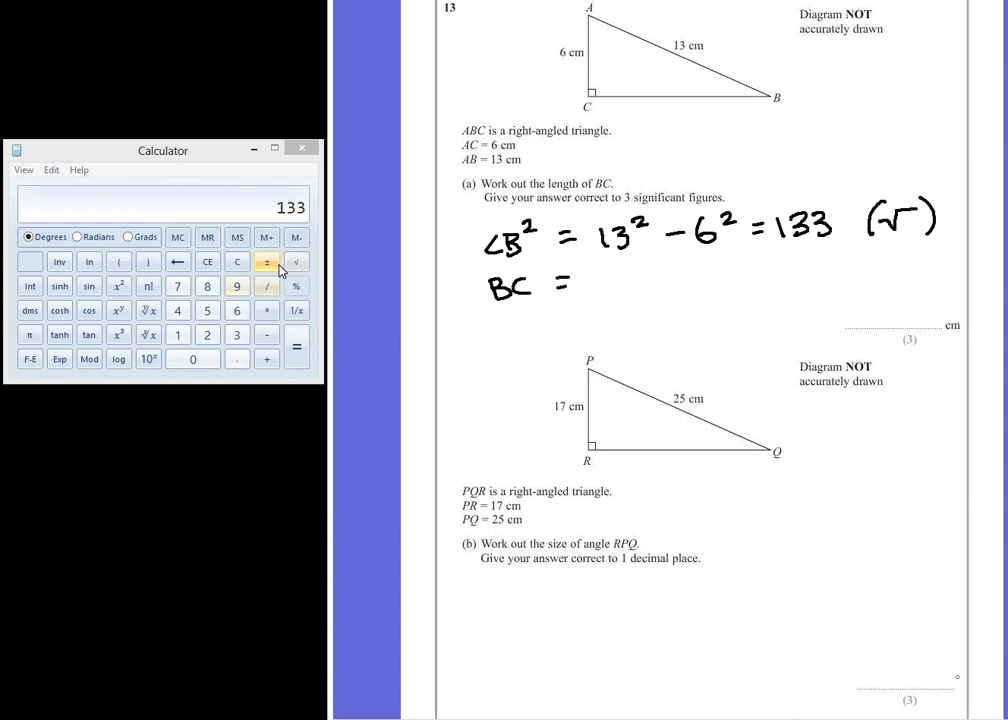 13
A
Diagram NOT
accurately drawn
6 cm
13 cm
C
B
ABC is a right-angled triangle.
AC = 6 cm
AB = 13 cm
(a) Work out the length of BC.
Give your answer correct to 3 significant figures.
CB² = 13² - 6² = 133 (√)
BC =
cm
(3)
P
Diagram NOT
accurately drawn
17 cm
25 cm
R
Q
PQR is a right-angled triangle.
PR = 17 cm
PQ = 25 cm
(b) Work out the size of angle RPQ.
Give your answer correct to 1 decimal place.
°
(3)
Calculator
View Edit Help
133
Degrees Radians Grads MC MR MS M+ M-
Inv ln ( ) ← CE C ± √
Int sinh sin x² n! 7 8 9 / %
dms cosh cos xʸ ʸ√x 4 5 6 * 1/x
π tanh tan x³ ³√x 1 2 3 - =
F-E Exp Mod log 10ˣ 0 . +